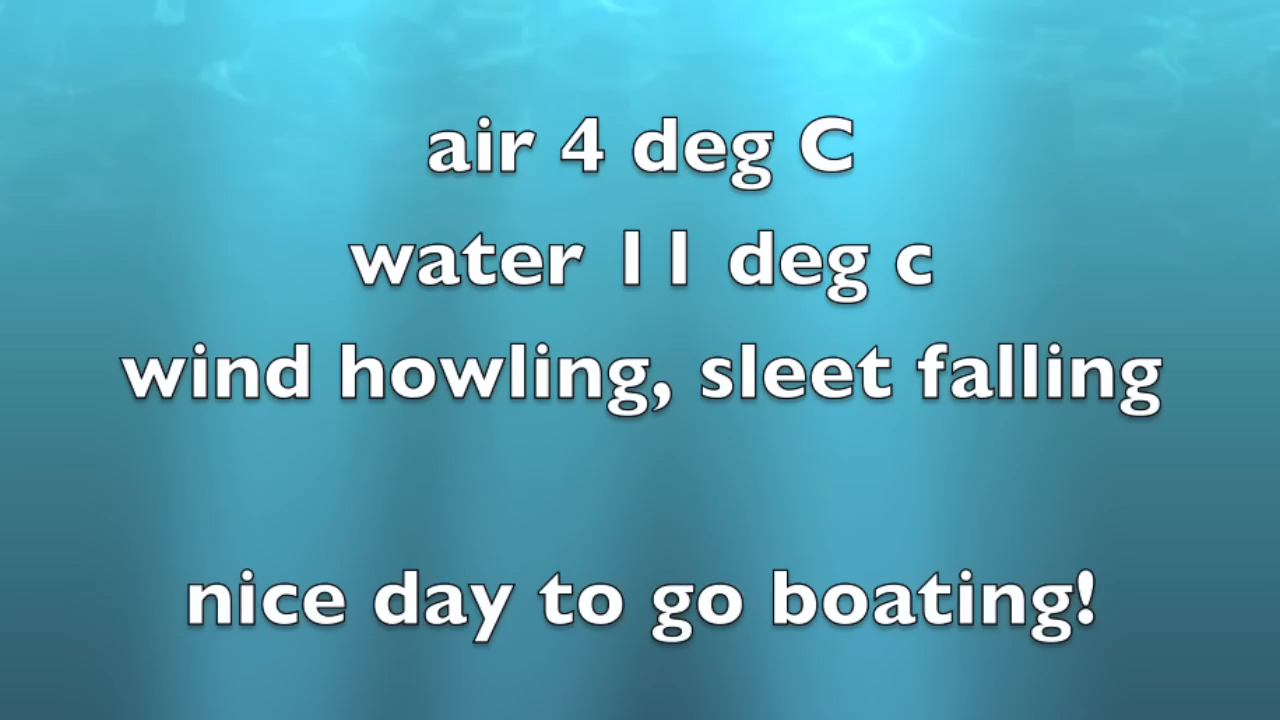 air 4 deg C
water 11 deg c
wind howling, sleet falling
nice day to go boating!